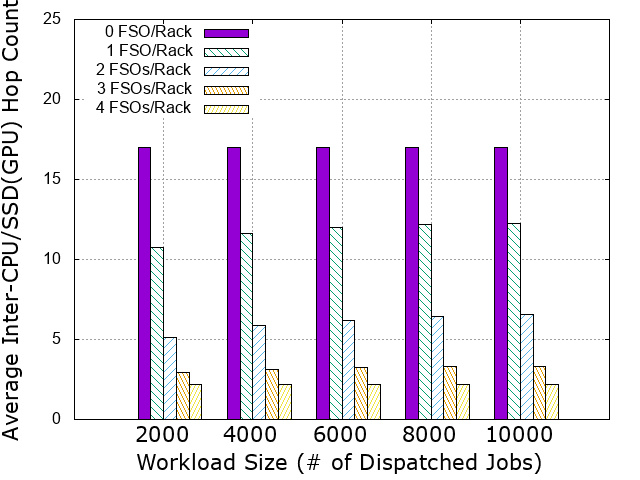 25
20
15
10
5
0
Average Inter-CPU/SSD(GPU) Hop Count
0 FSO/Rack
1 FSO/Rack
2 FSOs/Rack
3 FSOs/Rack
4 FSOs/Rack
2000 4000 6000 8000 10000
Workload Size (# of Dispatched Jobs)